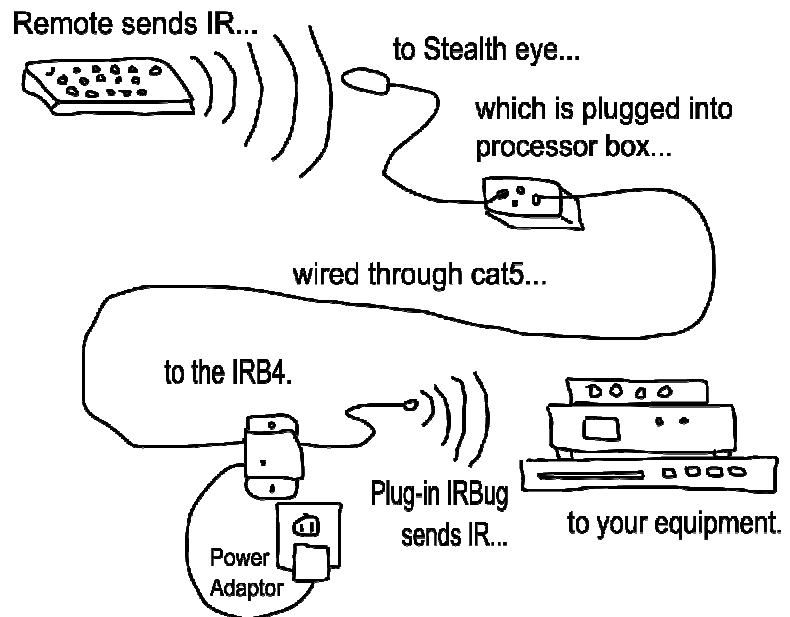 Remote sends IR...
to Stealth eye...
which is plugged into
processor box...
wired through cat5...
to the IRB4.
Plug-in IRBug
sends IR...
to your equipment.
Power
Adaptor